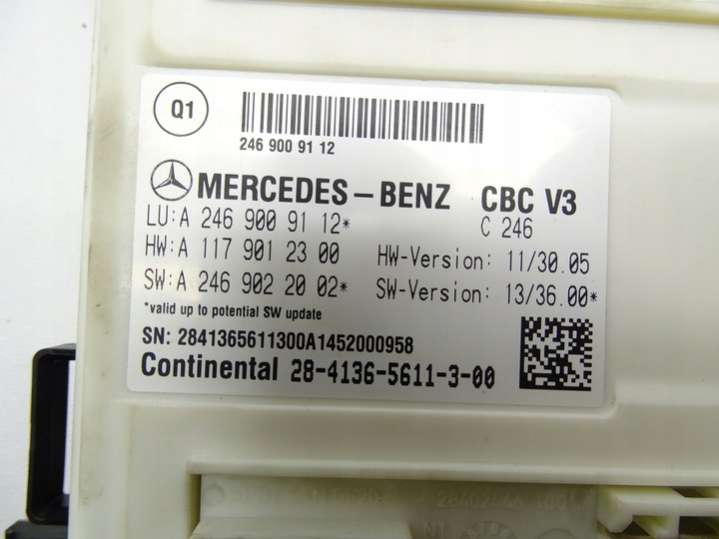 Q1
246 900 91 12
MERCEDES-BENZ CBC V3
LU:A 246 900 91 12* C 246
HW:A 117 901 23 00 HW-Version: 11/30.05
SW:A 246 902 20 02* SW-Version: 13/36.00*
*valid up to potential SW update
SN: 2841365611300A1452000958
Continental 28-4136-5611-3-00